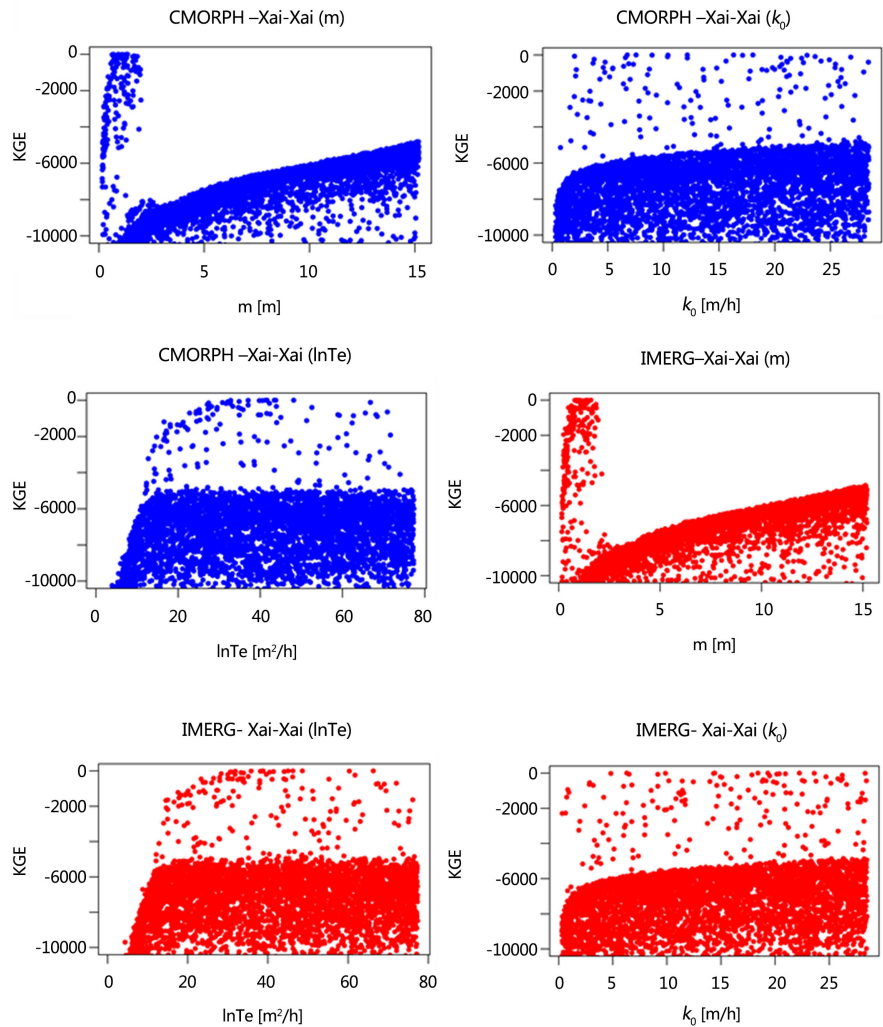 CMORPH –Xai-Xai (m)
0
-2000
-6000
-10000
KGE
0 5 10 15
m [m]
CMORPH –Xai-Xai (k0)
0
-2000
-6000
-10000
KGE
0 5 10 15 20 25
k0 [m/h]
CMORPH –Xai-Xai (lnTe)
0
-2000
-6000
-10000
KGE
0 20 40 60 80
lnTe [m²/h]
IMERG–Xai-Xai (m)
0
-2000
-6000
-10000
KGE
0 5 10 15
m [m]
IMERG- Xai-Xai (lnTe)
0
-2000
-6000
-10000
KGE
0 20 40 60 80
lnTe [m²/h]
IMERG- Xai-Xai (k0)
0
-2000
-6000
-10000
KGE
0 5 10 15 20 25
k0 [m/h]